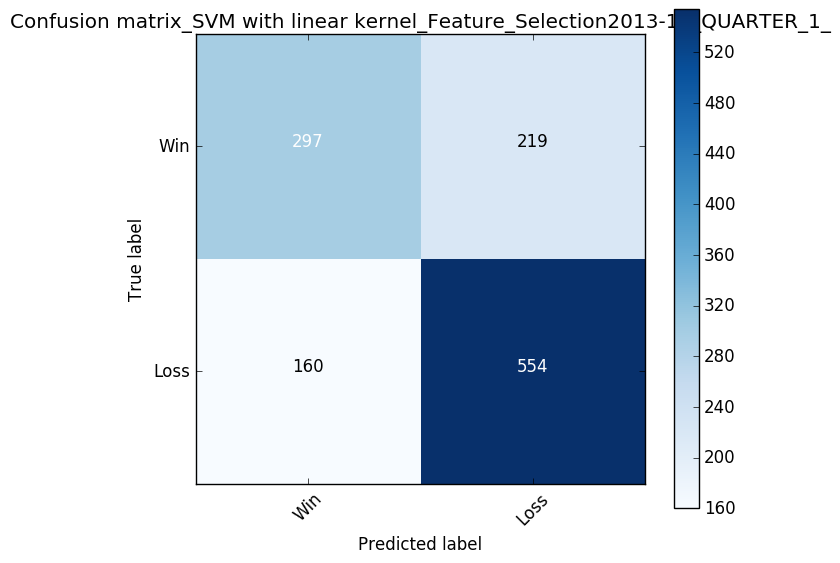 Confusion matrix_SVM with linear kernel_Feature_Selection2013-1 QUARTER_1_
Win
297
219
Loss
160
554
Win
Loss
True label
Predicted label
520
480
440
400
360
320
280
240
200
160